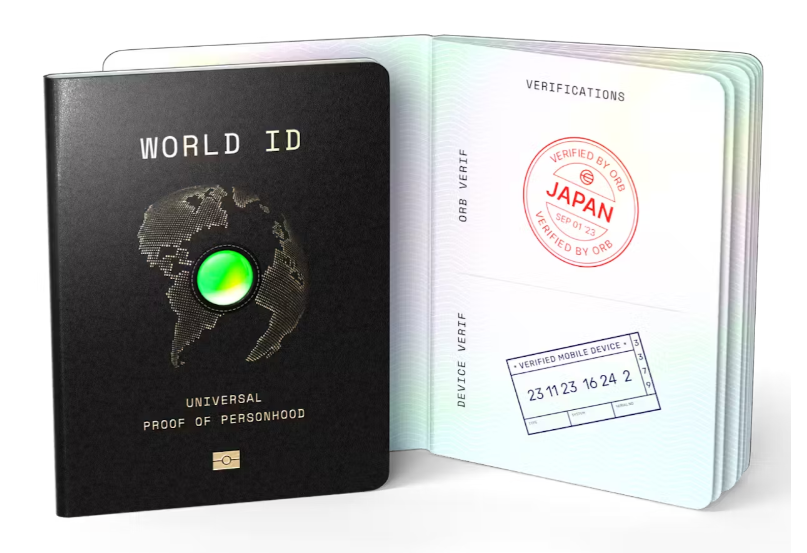 WORLD ID
UNIVERSAL
PROOF OF PERSONHOOD
VERIFICATIONS
ORB VERIF
VERIFIED BY ORB
JAPAN
SEP 01 '23
VERIFIED BY ORB
DEVICE VERIF
• VERIFIED MOBILE DEVICE •
23 11 23 16 24 2
3
3
7
9